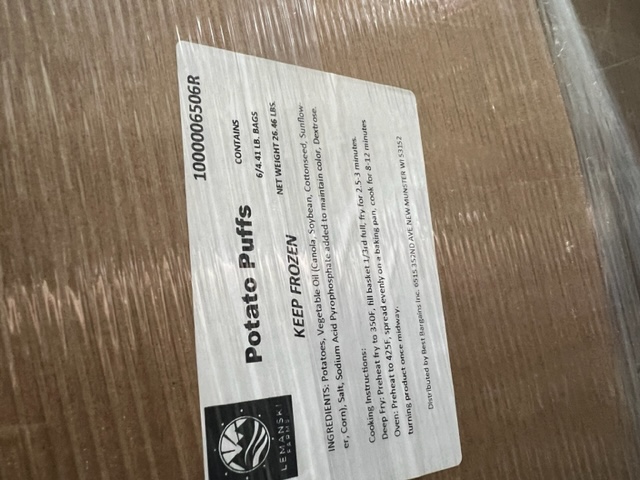 1000006506R
Potato Puffs
CONTAINS
6/4.41 LB. BAGS
KEEP FROZEN
NET WEIGHT 26.46 LBS.
INGREDIENTS: Potatoes, Vegetable Oil (Canola, Soybean, Cottonseed, Sunflow-
er, Corn), Salt, Sodium Acid Pyrophosphate added to maintain color, Dextrose.
Cooking Instructions:
Deep Fry: Preheat fry to 350F, fill basket 1/3rd full, fry for 2.5-3 minutes.
Oven: Preheat to 425F, spread evenly on a baking pan, cook for 8-12 minutes
turning product once midway.
Distributed by Best Bargains Inc. 6915 352ND AVE NEW MUNSTER WI 53152
LEMANSKI
FARMS